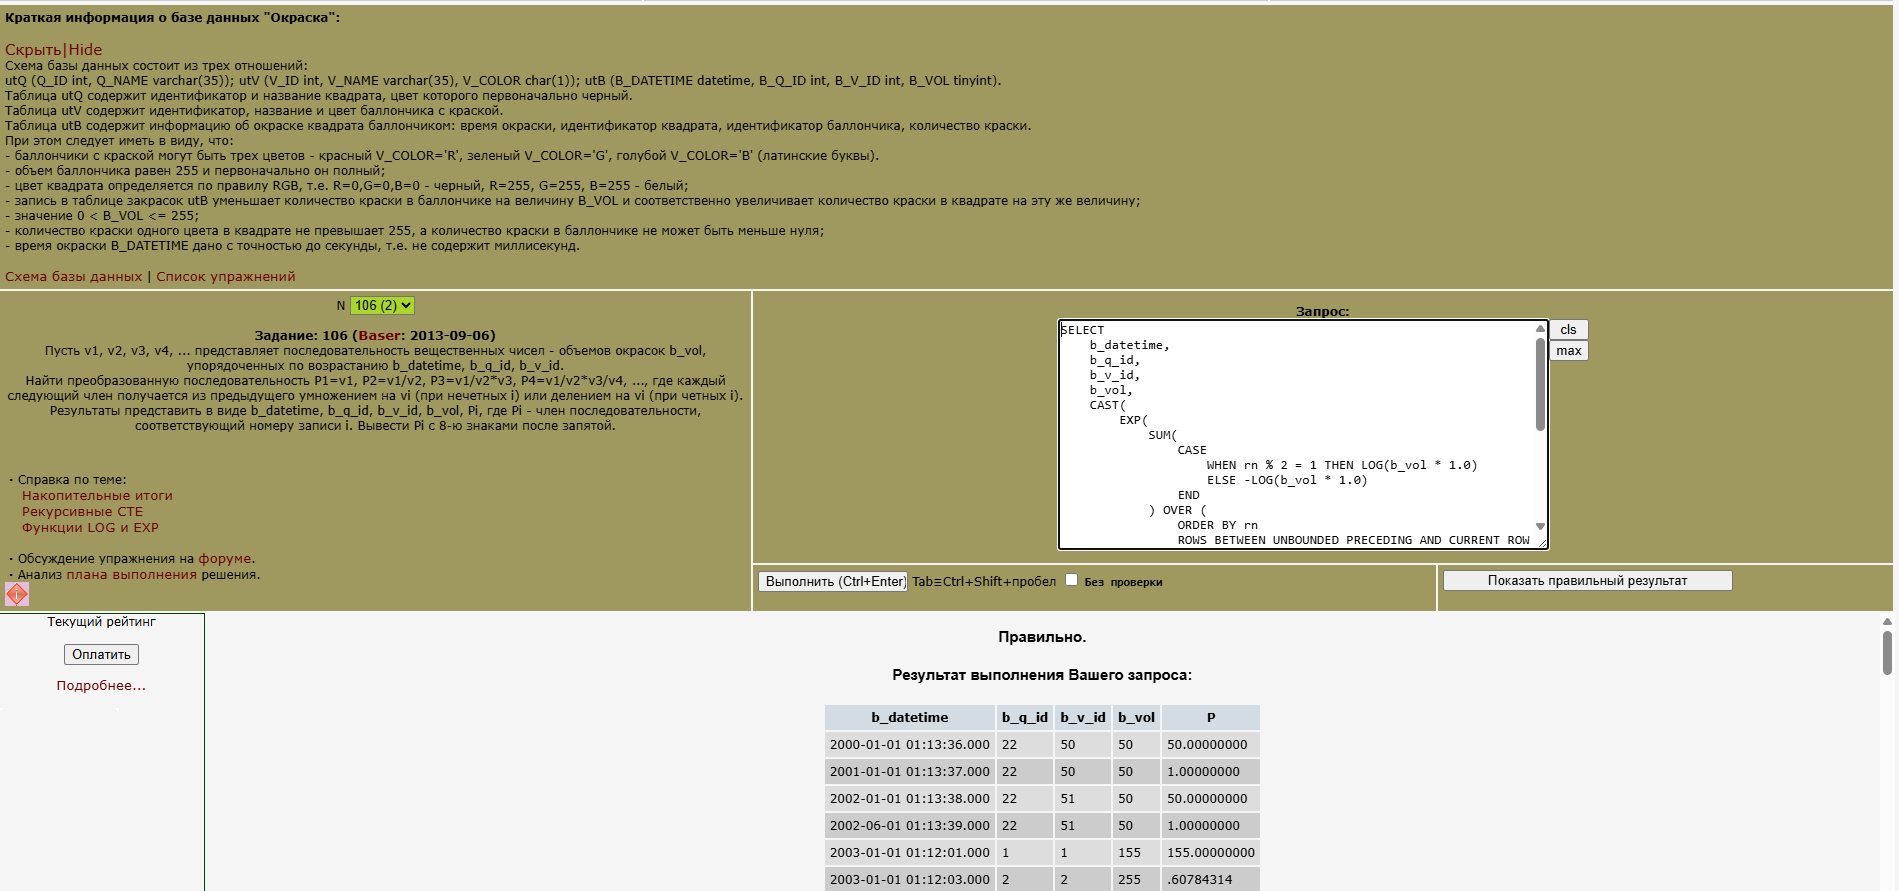 Краткая информация о базе данных "Окраска":
Скрыть|Hide
Схема базы данных состоит из трех отношений:
utQ (Q_ID int, Q_NAME varchar(35)); utV (V_ID int, V_NAME varchar(35), V_COLOR char(1)); utB (B_DATETIME datetime, B_Q_ID int, B_V_ID int, B_VOL tinyint).
Таблица utQ содержит идентификатор и название квадрата, цвет которого первоначально черный.
Таблица utV содержит идентификатор, название и цвет баллончика с краской.
Таблица utB содержит информацию об окраске квадрата баллончиком: время окраски, идентификатор квадрата, идентификатор баллончика, количество краски.
При этом следует иметь в виду, что:
- баллончики с краской могут быть трех цветов - красный V_COLOR='R', зеленый V_COLOR='G', голубой V_COLOR='B' (латинские буквы).
- объем баллончика равен 255 и первоначально он полный;
- цвет квадрата определяется по правилу RGB, т.е. R=0,G=0,B=0 - черный, R=255, G=255, B=255 - белый;
- запись в таблице закрасок utB уменьшает количество краски в баллончике на величину B_VOL и соответственно увеличивает количество краски в квадрате на эту же величину;
- значение 0 < B_VOL <= 255;
- количество краски одного цвета в квадрате не превышает 255, а количество краски в баллончике не может быть меньше нуля;
- время окраски B_DATETIME дано с точностью до секунды, т.е. не содержит миллисекунд.
Схема базы данных | Список упражнений
N 106 (2)
Задание: 106 (Baser: 2013-09-06)
Пусть v1, v2, v3, v4, ... представляет последовательность вещественных чисел - объемов окрасок b_vol,
упорядоченных по возрастанию b_datetime, b_q_id, b_v_id.
Найти преобразованную последовательность P1=v1, P2=v1/v2, P3=v1/v2*v3, P4=v1/v2*v3/v4, ..., где каждый
следующий член получается из предыдущего умножением на vi (при нечетных i) или делением на vi (при четных i).
Результаты представить в виде b_datetime, b_q_id, b_v_id, b_vol, Pi, где Pi - член последовательности,
соответствующий номеру записи i. Вывести Pi с 8-ю знаками после запятой.
· Справка по теме:
Накопительные итоги
Рекурсивные CTE
Функции LOG и EXP
· Обсуждение упражнения на форуме.
· Анализ плана выполнения решения.
Запрос:
SELECT
b_datetime,
b_q_id,
b_v_id,
b_vol,
CAST(
EXP(
SUM(
CASE
WHEN rn % 2 = 1 THEN LOG(b_vol * 1.0)
ELSE -LOG(b_vol * 1.0)
END
) OVER (
ORDER BY rn
ROWS BETWEEN UNBOUNDED PRECEDING AND CURRENT ROW
cls
max
Выполнить (Ctrl+Enter) Tab≡Ctrl+Shift+пробел Без проверки
Показать правильный результат
Текущий рейтинг
Оплатить
Подробнее...
Правильно.
Результат выполнения Вашего запроса:
b_datetime b_q_id b_v_id b_vol P
2000-01-01 01:13:36.000 22 50 50 50.00000000
2001-01-01 01:13:37.000 22 50 50 1.00000000
2002-01-01 01:13:38.000 22 51 50 50.00000000
2002-06-01 01:13:39.000 22 51 50 1.00000000
2003-01-01 01:12:01.000 1 1 155 155.00000000
2003-01-01 01:12:03.000 2 2 255 .60784314